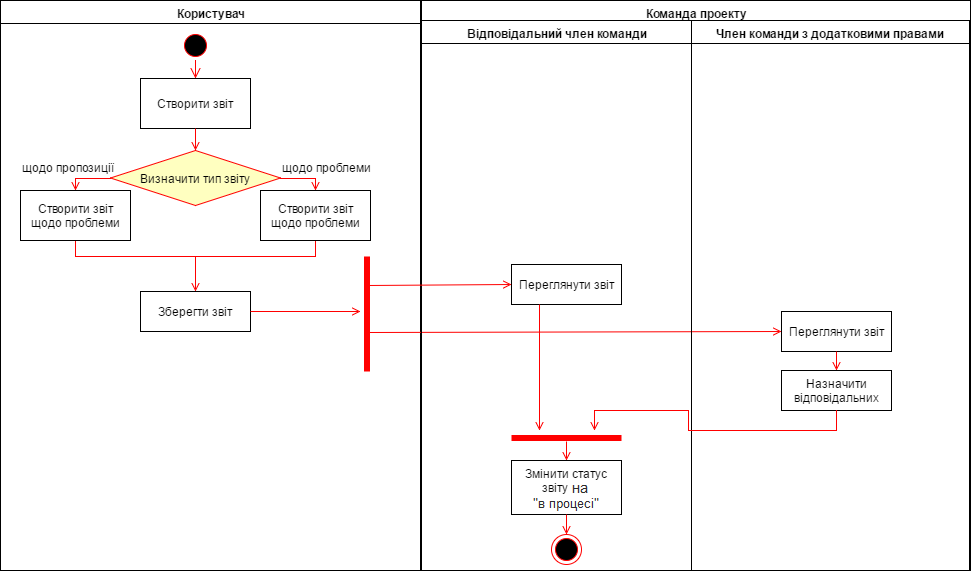 Користувач
Команда проекту
Відповідальний член команди
Член команди з додатковими правами
Створити звіт
щодо пропозиції
Визначити тип звіту
щодо проблеми
Створити звіт
щодо проблеми
Створити звіт
щодо проблеми
Зберегти звіт
Переглянути звіт
Переглянути звіт
Назначити
відповідальних
Змінити статус
звіту на
"в процесі"